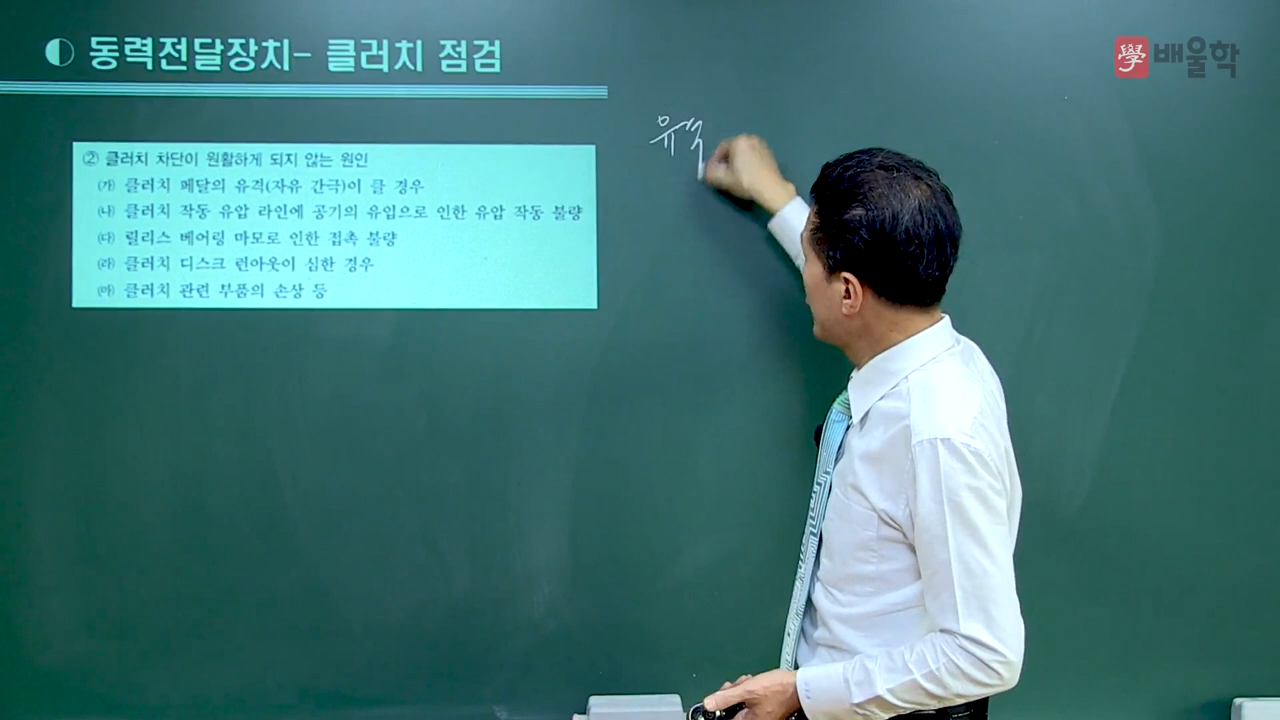 동력전달장치- 클러치 점검
學 배울학
② 클러치 차단이 원활하게 되지 않는 원인
㈎ 클러치 페달의 유격(자유 간극)이 클 경우
㈏ 클러치 작동 유압 라인에 공기의 유입으로 인한 유압 작동 불량
㈐ 릴리스 베어링 마모로 인한 접촉 불량
㈑ 클러치 디스크 런아웃이 심한 경우
㈒ 클러치 관련 부품의 손상 등